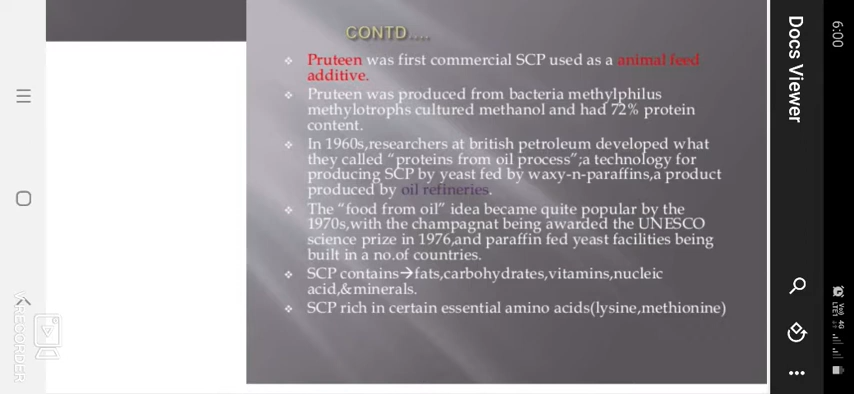 CONTD....
❖ Pruteen was first commercial SCP used as a animal feed
additive.
❖ Pruteen was produced from bacteria methylphilus
methylotrophs cultured methanol and had 72% protein
content.
❖ In 1960s,researchers at british petroleum developed what
they called "proteins from oil process";a technology for
producing SCP by yeast fed by waxy-n-paraffins,a product
produced by oil refineries.
❖ The "food from oil" idea became quite popular by the
1970s,with the champagnat being awarded the UNESCO
science prize in 1976,and paraffin fed yeast facilities being
built in a no.of countries.
❖ SCP contains→fats,carbohydrates,vitamins,nucleic
acid,&minerals.
❖ SCP rich in certain essential amino acids(lysine,methionine)
Docs Viewer
6:00
Vo8 4G
LTE1
V RECORDER